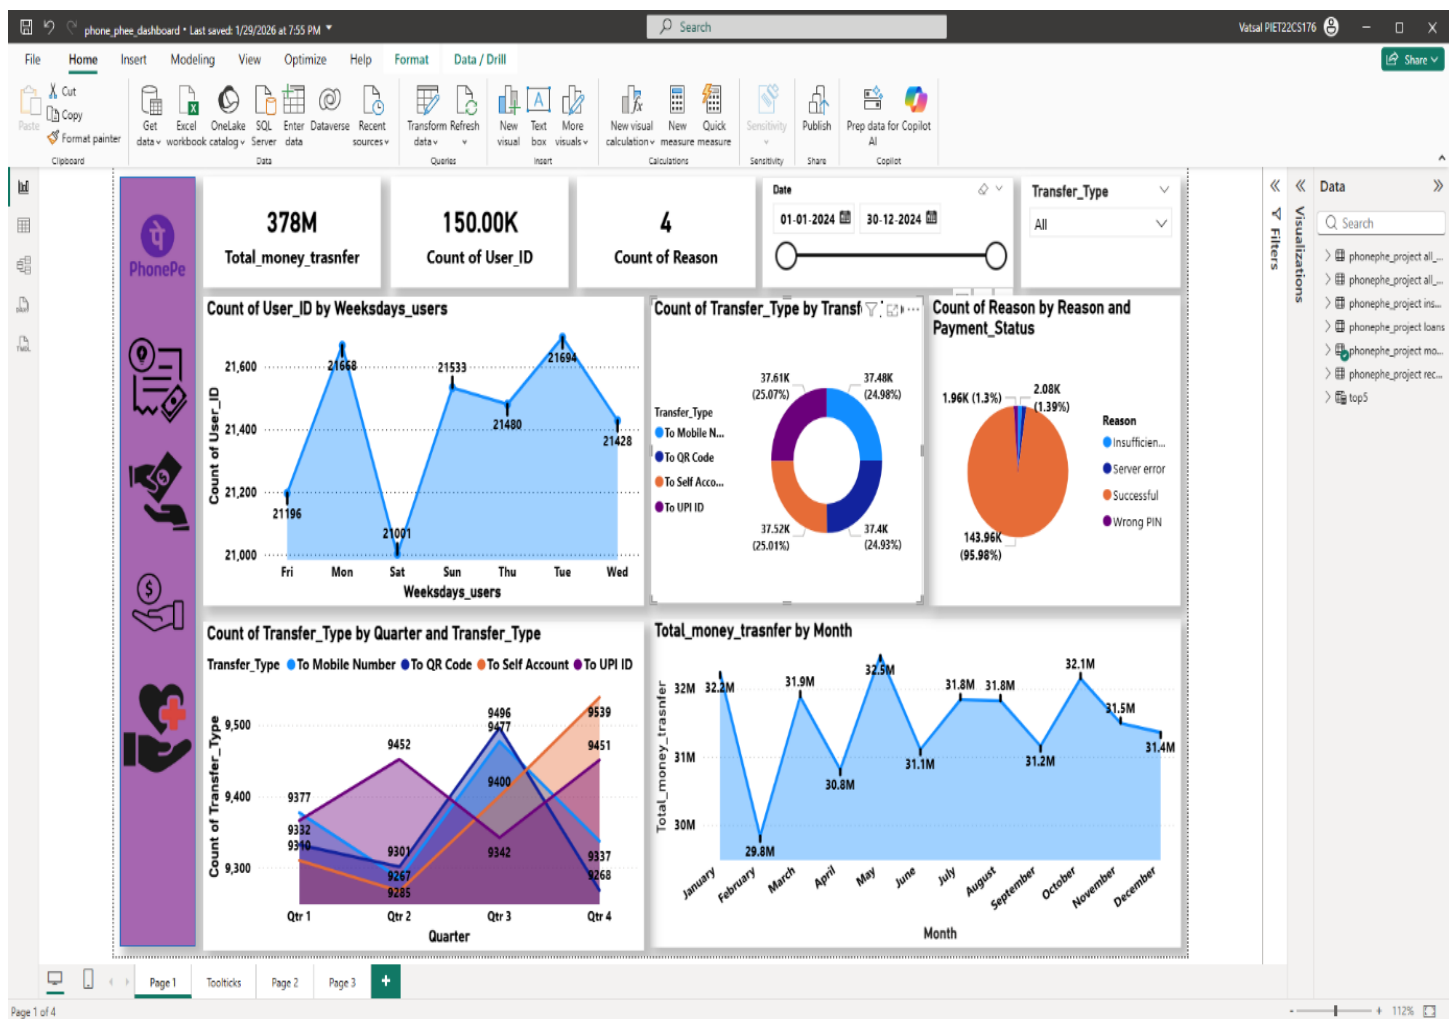 phone_phee_dashboard • Last saved: 1/29/2026 at 7:55 PM
Search
Vatsal PIET22CS176
File Home Insert Modeling View Optimize Help Format Data / Drill
Share
Paste
Cut
Copy
Format painter
Get data
Excel workbook
OneLake catalog
SQL Server
Enter data
Dataverse
Recent sources
Transform data
Refresh
New visual
Text box
More visuals
New visual calculation
New measure
Quick measure
Sensitivity
Publish
Prep data for AI
Copilot
Clipboard Data Queries Insert Calculations Sensitivity Share Copilot
पे
PhonePe
378M
Total_money_trasnfer
150.00K
Count of User_ID
4
Count of Reason
Date
01-01-2024 30-12-2024
Transfer_Type
All
Count of User_ID by Weeksdays_users
Count of User_ID
21,600
21,400
21,200
21,000
21196
21668
21001
21533
21480
21694
21428
Fri Mon Sat Sun Thu Tue Wed
Weeksdays_users
Count of Transfer_Type by Transf
Transfer_Type
To Mobile N...
To QR Code
To Self Acco...
To UPI ID
37.61K
(25.07%)
37.48K
(24.98%)
37.52K
(25.01%)
37.4K
(24.93%)
Count of Reason by Reason and
Payment_Status
1.96K (1.3%)
2.08K
(1.39%)
143.96K
(95.98%)
Reason
Insufficien...
Server error
Successful
Wrong PIN
Count of Transfer_Type by Quarter and Transfer_Type
Transfer_Type To Mobile Number To QR Code To Self Account To UPI ID
Count of Transfer_Type
9,500
9,400
9,300
9377
9332
9310
9452
9301
9267
9285
9496
9477
9400
9342
9539
9451
9337
9268
Qtr 1 Qtr 2 Qtr 3 Qtr 4
Quarter
Total_money_trasnfer by Month
Total_money_trasnfer
32M
31M
30M
32.2M
29.8M
31.9M
30.8M
32.5M
31.1M
31.8M
31.8M
31.2M
32.1M
31.5M
31.4M
January February March April May June July August September October November December
Month
Filters
Visualizations
Data
Search
phonephe_project all_...
phonephe_project all_...
phonephe_project ins...
phonephe_project loans
phonephe_project mo...
phonephe_project rec...
top5
Page 1 Toolticks Page 2 Page 3
Page 1 of 4
112%